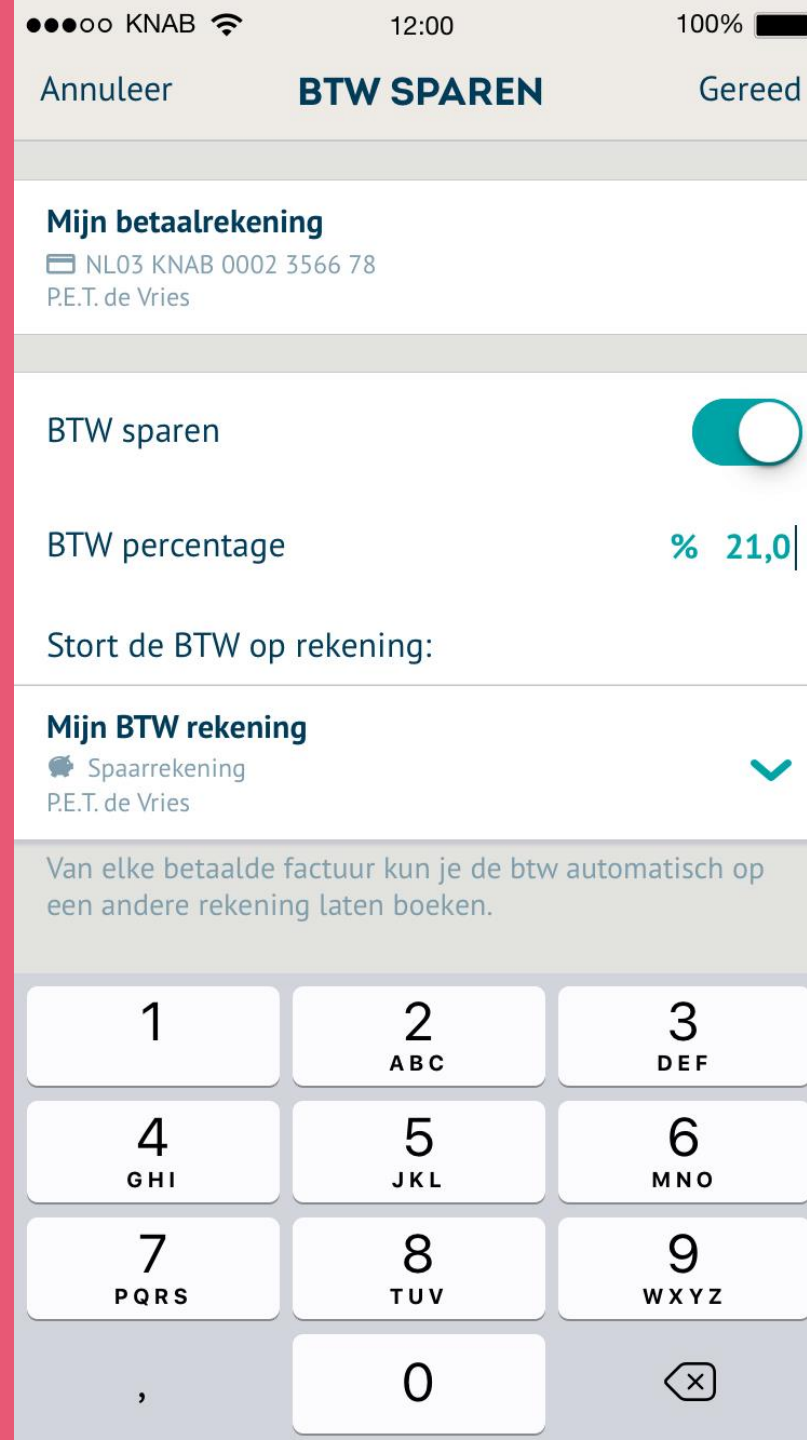 KNAB 12:00 100%
Annuleer BTW SPAREN Gereed
Mijn betaalrekening
NL03 KNAB 0002 3566 78
P.E.T. de Vries
BTW sparen
BTW percentage % 21,0
Stort de BTW op rekening:
Mijn BTW rekening
Spaarrekening
P.E.T. de Vries
Van elke betaalde factuur kun je de btw automatisch op
een andere rekening laten boeken.
1 2 3
ABC DEF
4 5 6
GHI JKL MNO
7 8 9
PQRS TUV WXYZ
, 0